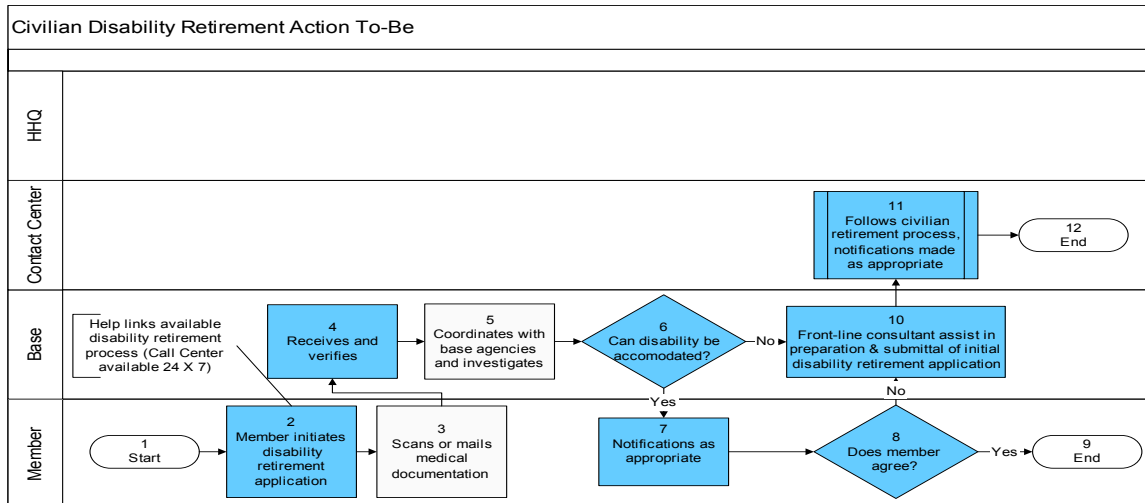 Civilian Disability Retirement Action To-Be
HHQ
Contact Center
11
Follows civilian
retirement process,
notifications made
as appropriate
12
End
Base
Help links available
disability retirement
process (Call Center
available 24 X 7)
4
Receives and
verifies
5
Coordinates with
base agencies
and investigates
6
Can disability be
accomodated?
No
10
Front-line consultant assist in
preparation & submittal of initial
disability retirement application
Yes
No
Member
1
Start
2
Member initiates
disability
retirement
application
3
Scans or mails
medical
documentation
7
Notifications as
appropriate
8
Does member
agree?
Yes
9
End